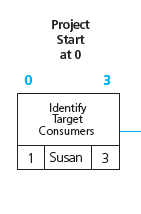 Project
Start
at 0
0 3
Identify
Target
Consumers
1 Susan 3